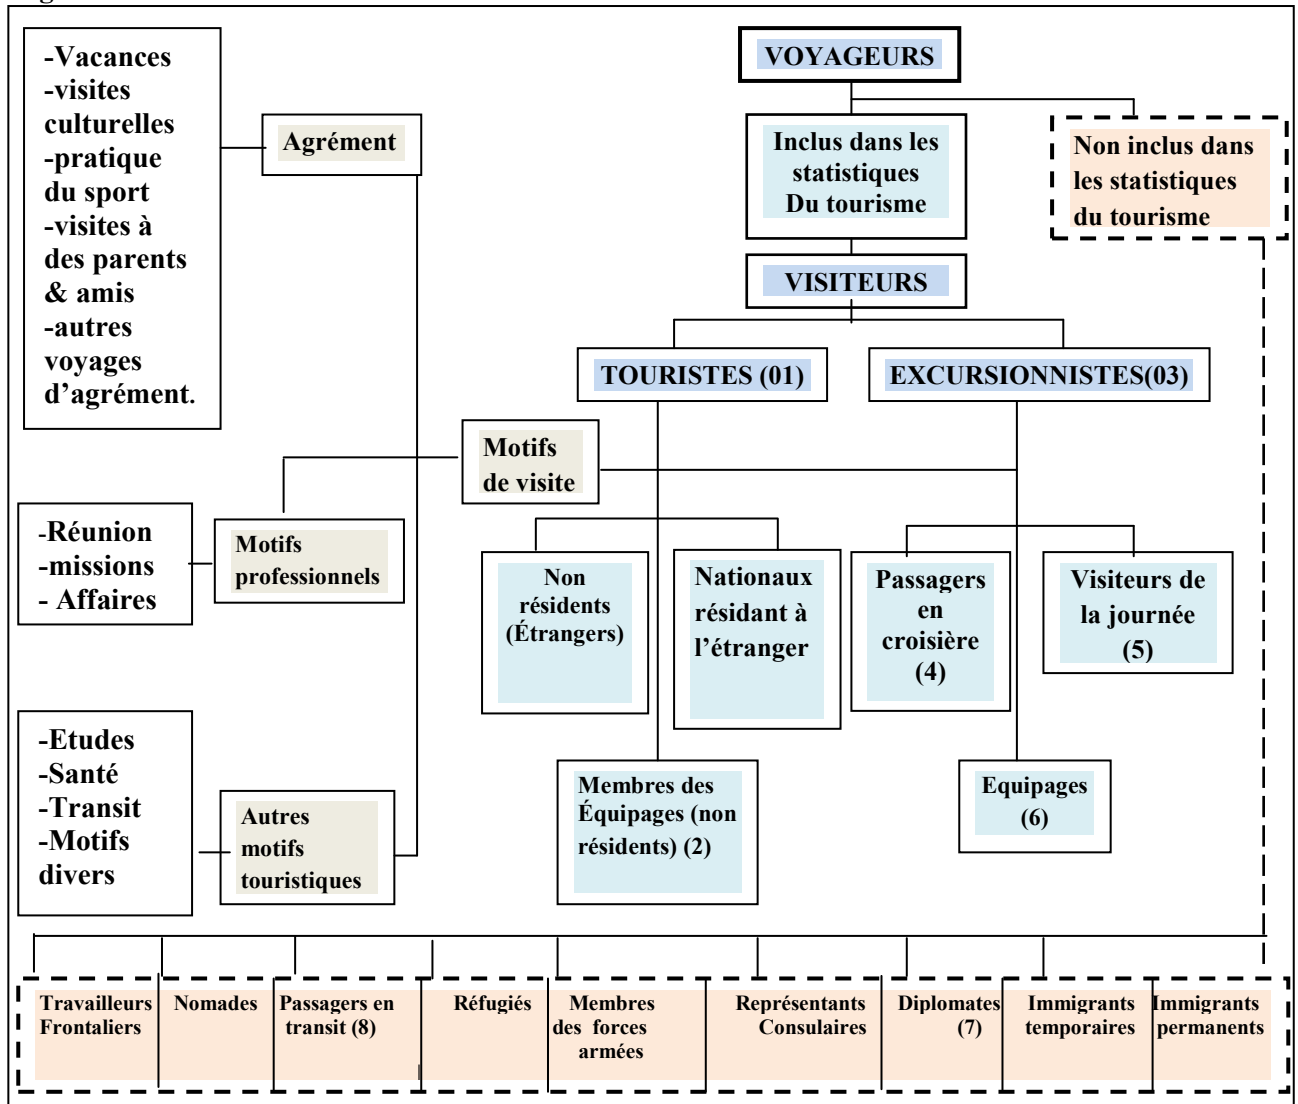 VOYAGEURS
Inclus dans les
statistiques
Du tourisme
Non inclus dans
les statistiques
du tourisme
VISITEURS
TOURISTES (01)
EXCURSIONNISTES(03)
-Vacances
-visites
culturelles
-pratique
du sport
-visites à
des parents
& amis
-autres
voyages
d’agrément.
Agrément
Motifs
de visite
-Réunion
-missions
- Affaires
Motifs
professionnels
Non
résidents
(Étrangers)
Nationaux
résidant à
l’étranger
Passagers
en
croisière
(4)
Visiteurs de
la journée
(5)
-Etudes
-Santé
-Transit
-Motifs
divers
Autres
motifs
touristiques
Membres des
Équipages (non
résidents) (2)
Equipages
(6)
Travailleurs
Frontaliers
Nomades
Passagers en
transit (8)
Réfugiés
Membres
des forces
armées
Représentants
Consulaires
Diplomates
(7)
Immigrants
temporaires
Immigrants
permanents